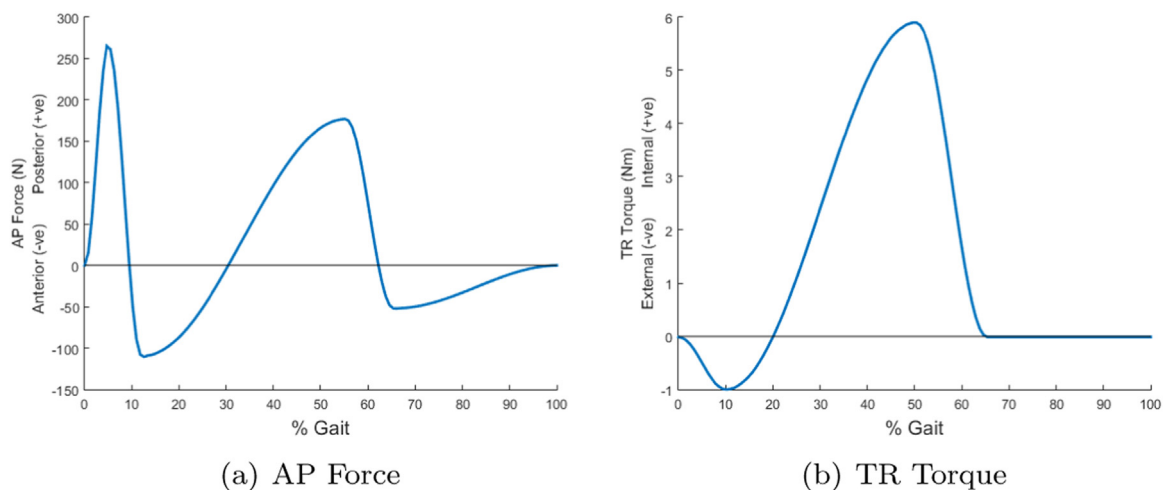 300
250
200
150
100
50
0
-50
-100
-150
0 10 20 30 40 50 60 70 80 90 100
AP Force (N)
Anterior (-ve) Posterior (+ve)
% Gait
(a) AP Force
6
5
4
3
2
1
0
-1
0 10 20 30 40 50 60 70 80 90 100
TR Torque (Nm)
External (-ve) Internal (+ve)
% Gait
(b) TR Torque